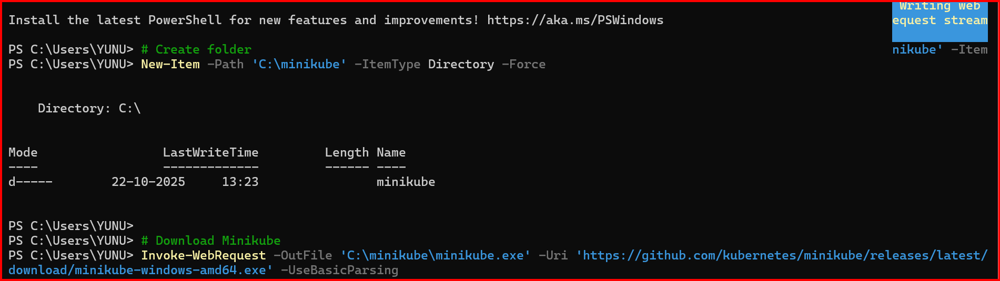 Writing web
equest stream
Install the latest PowerShell for new features and improvements! https://aka.ms/PSWindows
PS C:\Users\YUNU> # Create folder
nikube' -Item
PS C:\Users\YUNU> New-Item -Path 'C:\minikube' -ItemType Directory -Force
Directory: C:\
Mode LastWriteTime Length Name
---- ------------- ------ ----
d----- 22-10-2025 13:23 minikube
PS C:\Users\YUNU>
PS C:\Users\YUNU> # Download Minikube
PS C:\Users\YUNU> Invoke-WebRequest -OutFile 'C:\minikube\minikube.exe' -Uri 'https://github.com/kubernetes/minikube/releases/latest/
download/minikube-windows-amd64.exe' -UseBasicParsing